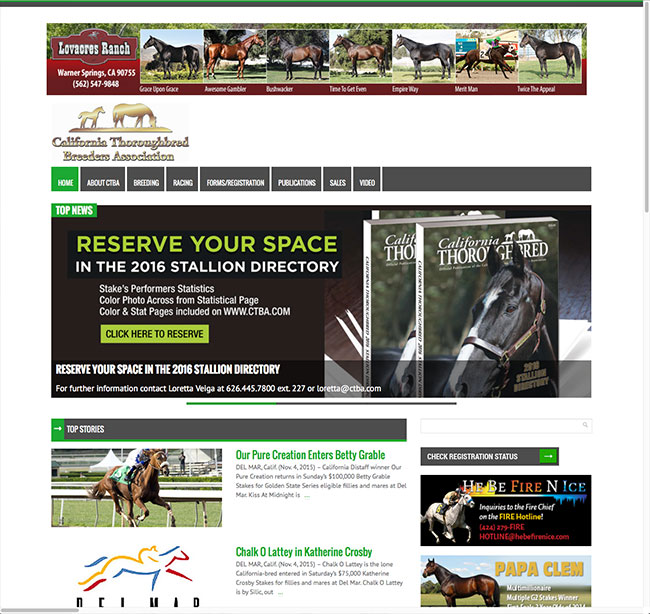 Lovacres Ranch
Warner Springs, CA 90755
(562) 547-9848
Grace Upon Grace
Awesome Gambler
Bushwacker
Time To Get Even
Empire Way
Merit Man
Twice The Appeal
California Thoroughbred
Breeders Association
HOME
ABOUT CTBA
BREEDING
RACING
FORMS/REGISTRATION
PUBLICATIONS
SALES
VIDEO
TOP NEWS
RESERVE YOUR SPACE
IN THE 2016 STALLION DIRECTORY
Stake's Performers Statistics
Color Photo Across from Statistical Page
Color & Stat Pages included on WWW.CTBA.COM
CLICK HERE TO RESERVE
California
THOROUGHBRED
2016
STALLION
DIRECTORY
RESERVE YOUR SPACE IN THE 2016 STALLION DIRECTORY
For further information contact Loretta Veiga at 626.445.7800 ext. 227 or loretta@ctba.com
TOP STORIES
Our Pure Creation Enters Betty Grable
DEL MAR, Calif. (Nov. 4, 2015) – California Distaff winner Our
Pure Creation returns in Sunday's $100,000 Betty Grable
Stakes for Golden State Series eligible fillies and mares at Del
Mar. Kiss At Midnight is ...
Chalk O Lattey in Katherine Crosby
DEL MAR, Calif. (Nov. 4, 2015) – Chalk O Lattey is the lone
California-bred entered in Saturday's $75,000 Katherine
Crosby Stakes for fillies and mares at Del Mar. Chalk O Lattey
is by Silic, out ...
DEL MAR
CHECK REGISTRATION STATUS
HE BE FIRE N ICE
Inquiries to the Fire Chief
on the FIRE Hotline!
(424) 279-FIRE
HOTLINE@hebefirenice.com
PAPA CLEM
Multimillionaire
Multiple G2 Stakes Winner